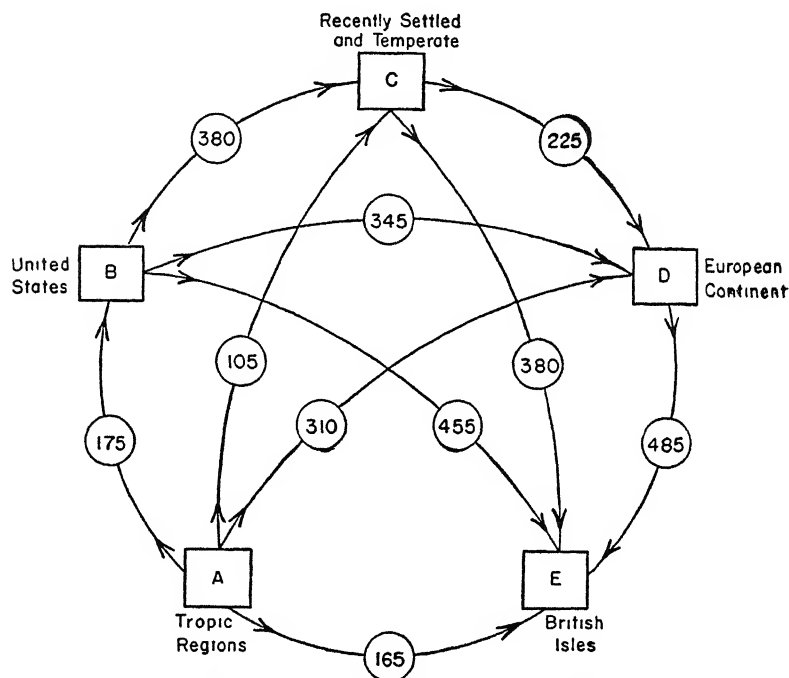 Recently Settled
and Temperate
C
380
225
345
United
States
B
D
European
Continent
105
380
310
455
175
485
A
E
Tropic
Regions
British
Isles
165